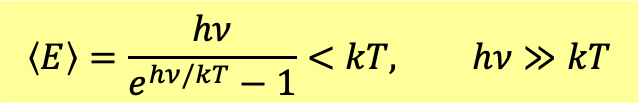 ⟨E⟩ = hν / (e^{hν/kT} − 1) < kT, hν ≫ kT